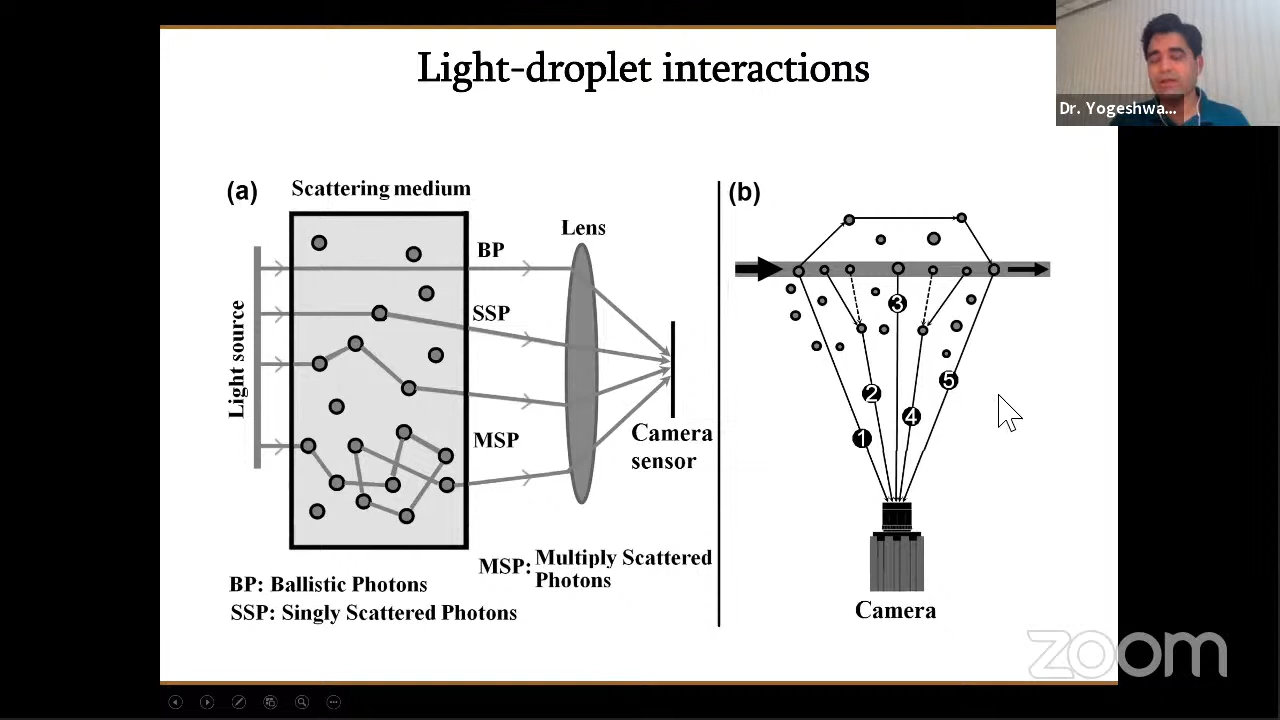 Light-droplet interactions
Dr. Yogeshwa...
(a)
Scattering medium
Light source
BP
SSP
MSP
Lens
Camera
sensor
BP: Ballistic Photons
SSP: Singly Scattered Photons
MSP: Multiply Scattered
Photons
(b)
3
5
2
4
1
Camera
zoom